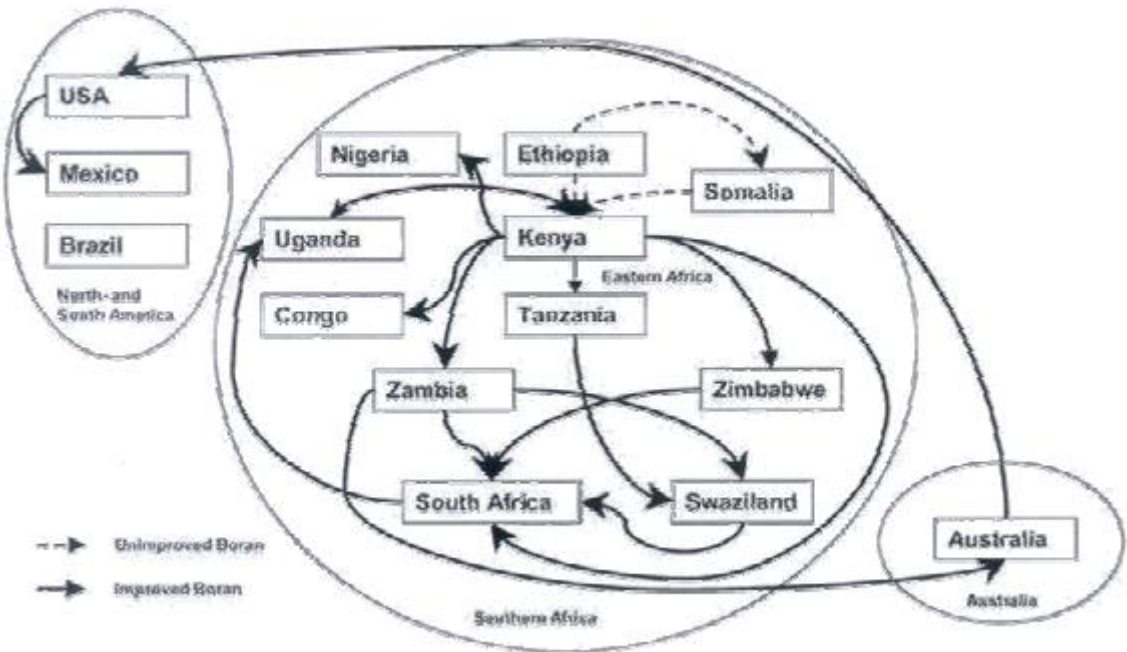 USA
Mexico
Brazil
North-and
South America
Nigeria
Ethiopia
Somalia
Uganda
Kenya
Eastern Africa
Congo
Tanzania
Zambia
Zimbabwe
South Africa
Swaziland
Australia
Australia
Unimproved Boran
Improved Boran
Southern Africa